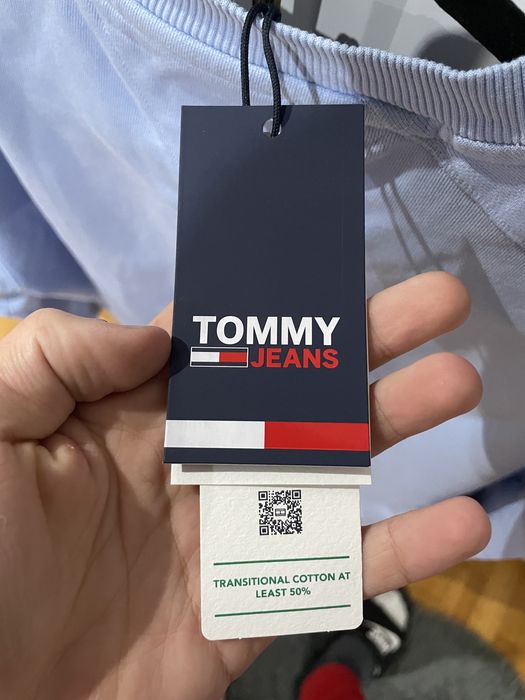 TOMMY
JEANS
TRANSITIONAL COTTON AT
LEAST 50%